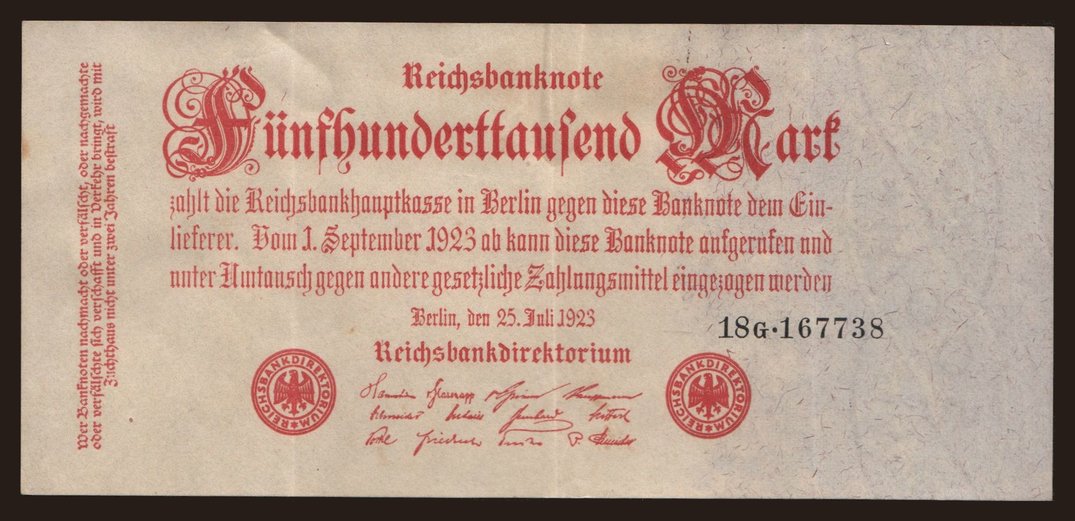 Reichsbanknote
Fünfhunderttausend Mark
zahlt die Reichsbankhauptkasse in Berlin gegen diese Banknote dem Ein-
lieferer. Vom 1. September 1923 ab kann diese Banknote aufgerufen und
unter Umtausch gegen andere gesetzliche Zahlungsmittel eingezogen werden
Berlin, den 25. Juli 1923
18G·167738
Reichsbankdirektorium
REICHSBANKDIREKTORIUM
REICHSBANKDIREKTORIUM
Wer Banknoten nachmacht oder verfälscht, oder nachgemachte
oder verfälschte sich verschafft und in Verkehr bringt, wird mit
Zuchthaus nicht unter zwei Jahren bestraft